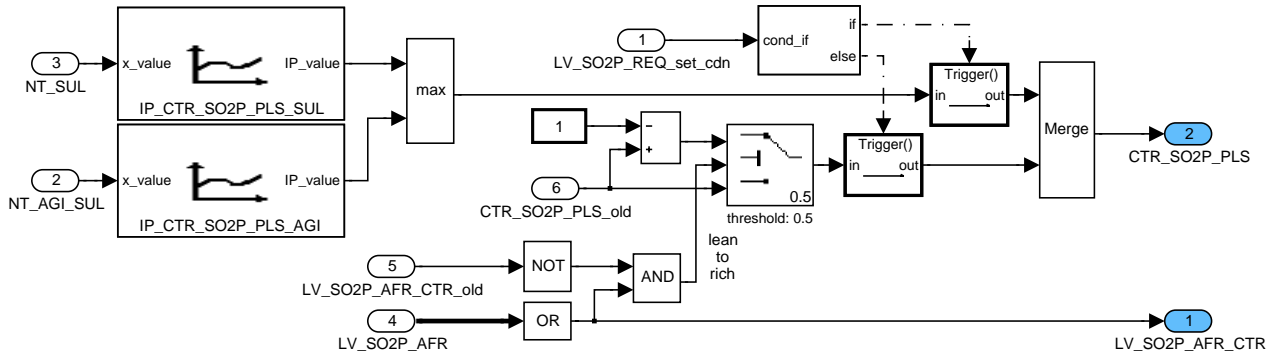 3
NT_SUL
x_value
IP_value
IP_CTR_SO2P_PLS_SUL
2
NT_AGI_SUL
x_value
IP_value
IP_CTR_SO2P_PLS_AGI
max
1
LV_SO2P_REQ_set_cdn
cond_if
if
else
Trigger()
in
out
1
−
+
6
CTR_SO2P_PLS_old
0.5
threshold: 0.5
lean
to
rich
Trigger()
in
out
Merge
2
CTR_SO2P_PLS
5
LV_SO2P_AFR_CTR_old
NOT
AND
4
LV_SO2P_AFR
OR
1
LV_SO2P_AFR_CTR